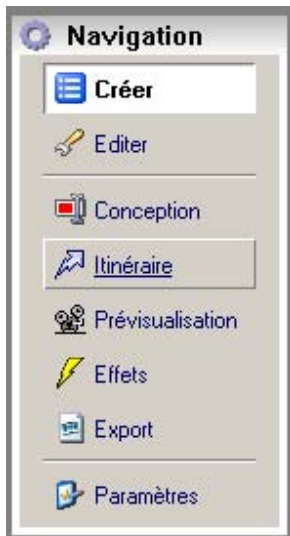 Navigation
Créer
Editer
Conception
Itinéraire
Prévisualisation
Effets
Export
Paramètres